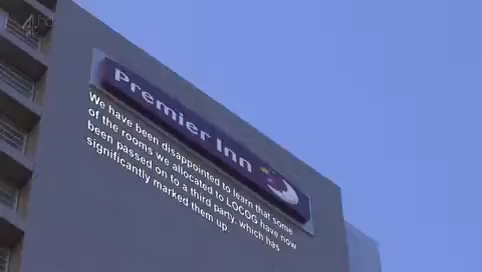 4HD
Premier Inn
We have been disappointed to learn that some
of the rooms we allocated to LOCOG have now
been passed on to a third party, which has
significantly marked them up.